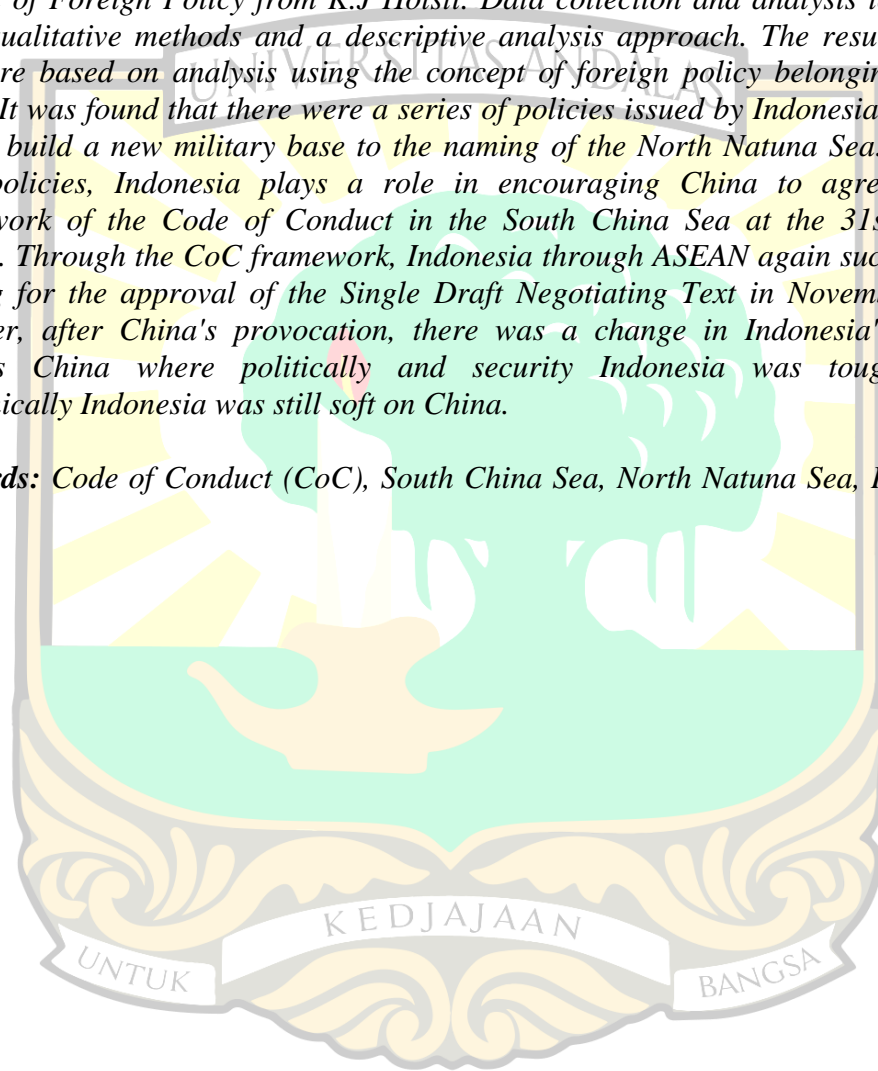 of Foreign Policy from K.J Holsti. Data collection and analysis
ualitative methods and a descriptive analysis approach. The resu
re based on analysis using the concept of foreign policy belongin
It was found that there were a series of policies issued by Indonesia
build a new military base to the naming of the North Natuna Sea.
policies, Indonesia plays a role in encouraging China to agre
work of the Code of Conduct in the South China Sea at the 31s
. Through the CoC framework, Indonesia through ASEAN again suc
g for the approval of the Single Draft Negotiating Text in Novem
er, after China's provocation, there was a change in Indonesia'
s China where politically and security Indonesia was toug
ically Indonesia was still soft on China.
rds: Code of Conduct (CoC), South China Sea, North Natuna Sea,
UNIVERSITAS ANDALAS
UNTUK
KEDJAJAAN
BANGSA